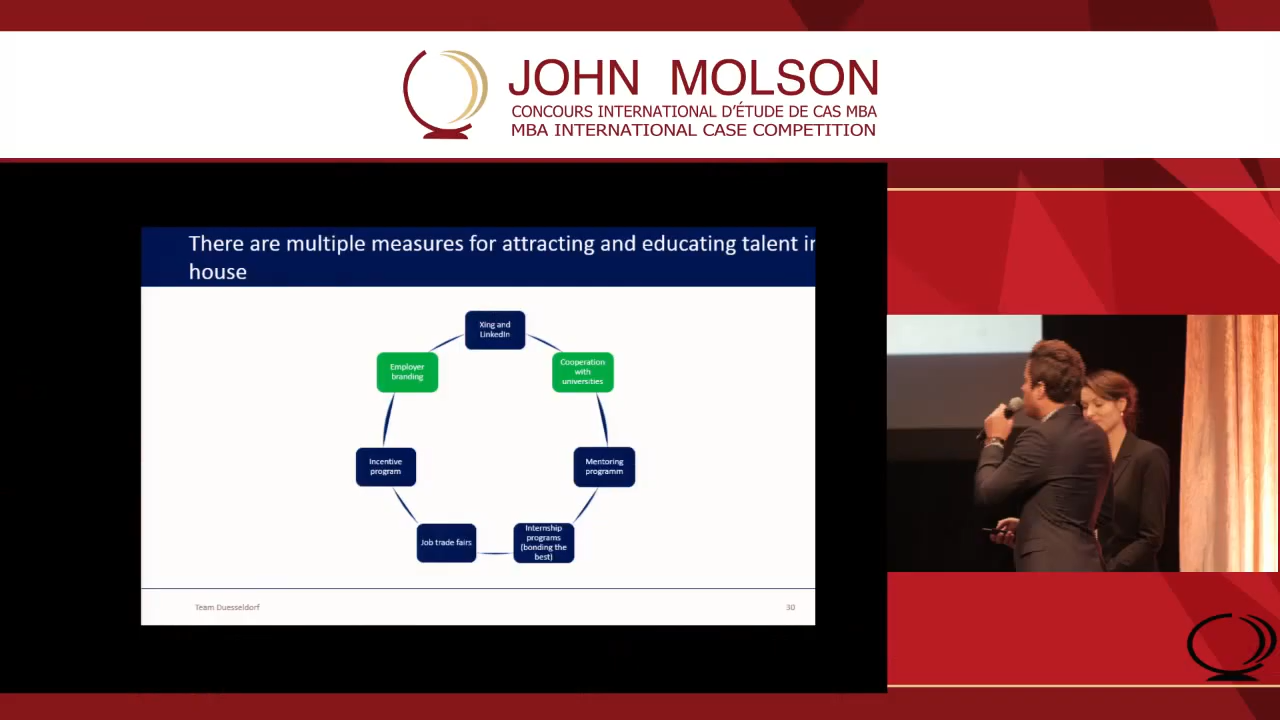 JOHN MOLSON
CONCOURS INTERNATIONAL D'ÉTUDE DE CAS MBA
MBA INTERNATIONAL CASE COMPETITION
There are multiple measures for attracting and educating talent in
house
Xing and
LinkedIn
Cooperation
with
universities
Mentoring
programm
Internship
programs
(bonding the
best)
Job trade fairs
Incentive
program
Employer
branding
Team Duesseldorf
30